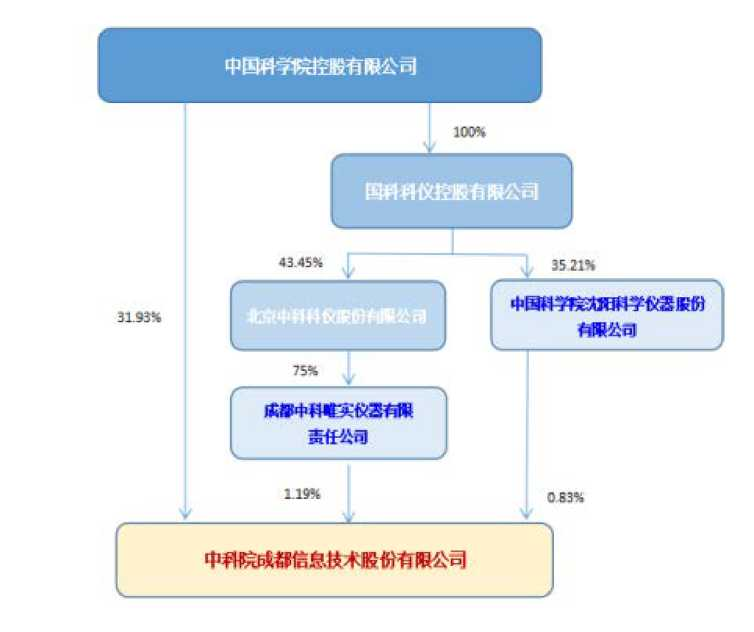 中国科学院控股有限公司
100%
国科科仪控股有限公司
43.45%
35.21%
31.93%
北京中科科仪股份有限公司
中国科学院沈阳科学仪器股份
有限公司
75%
成都中科唯实仪器有限
责任公司
1.19%
0.83%
中科院成都信息技术股份有限公司